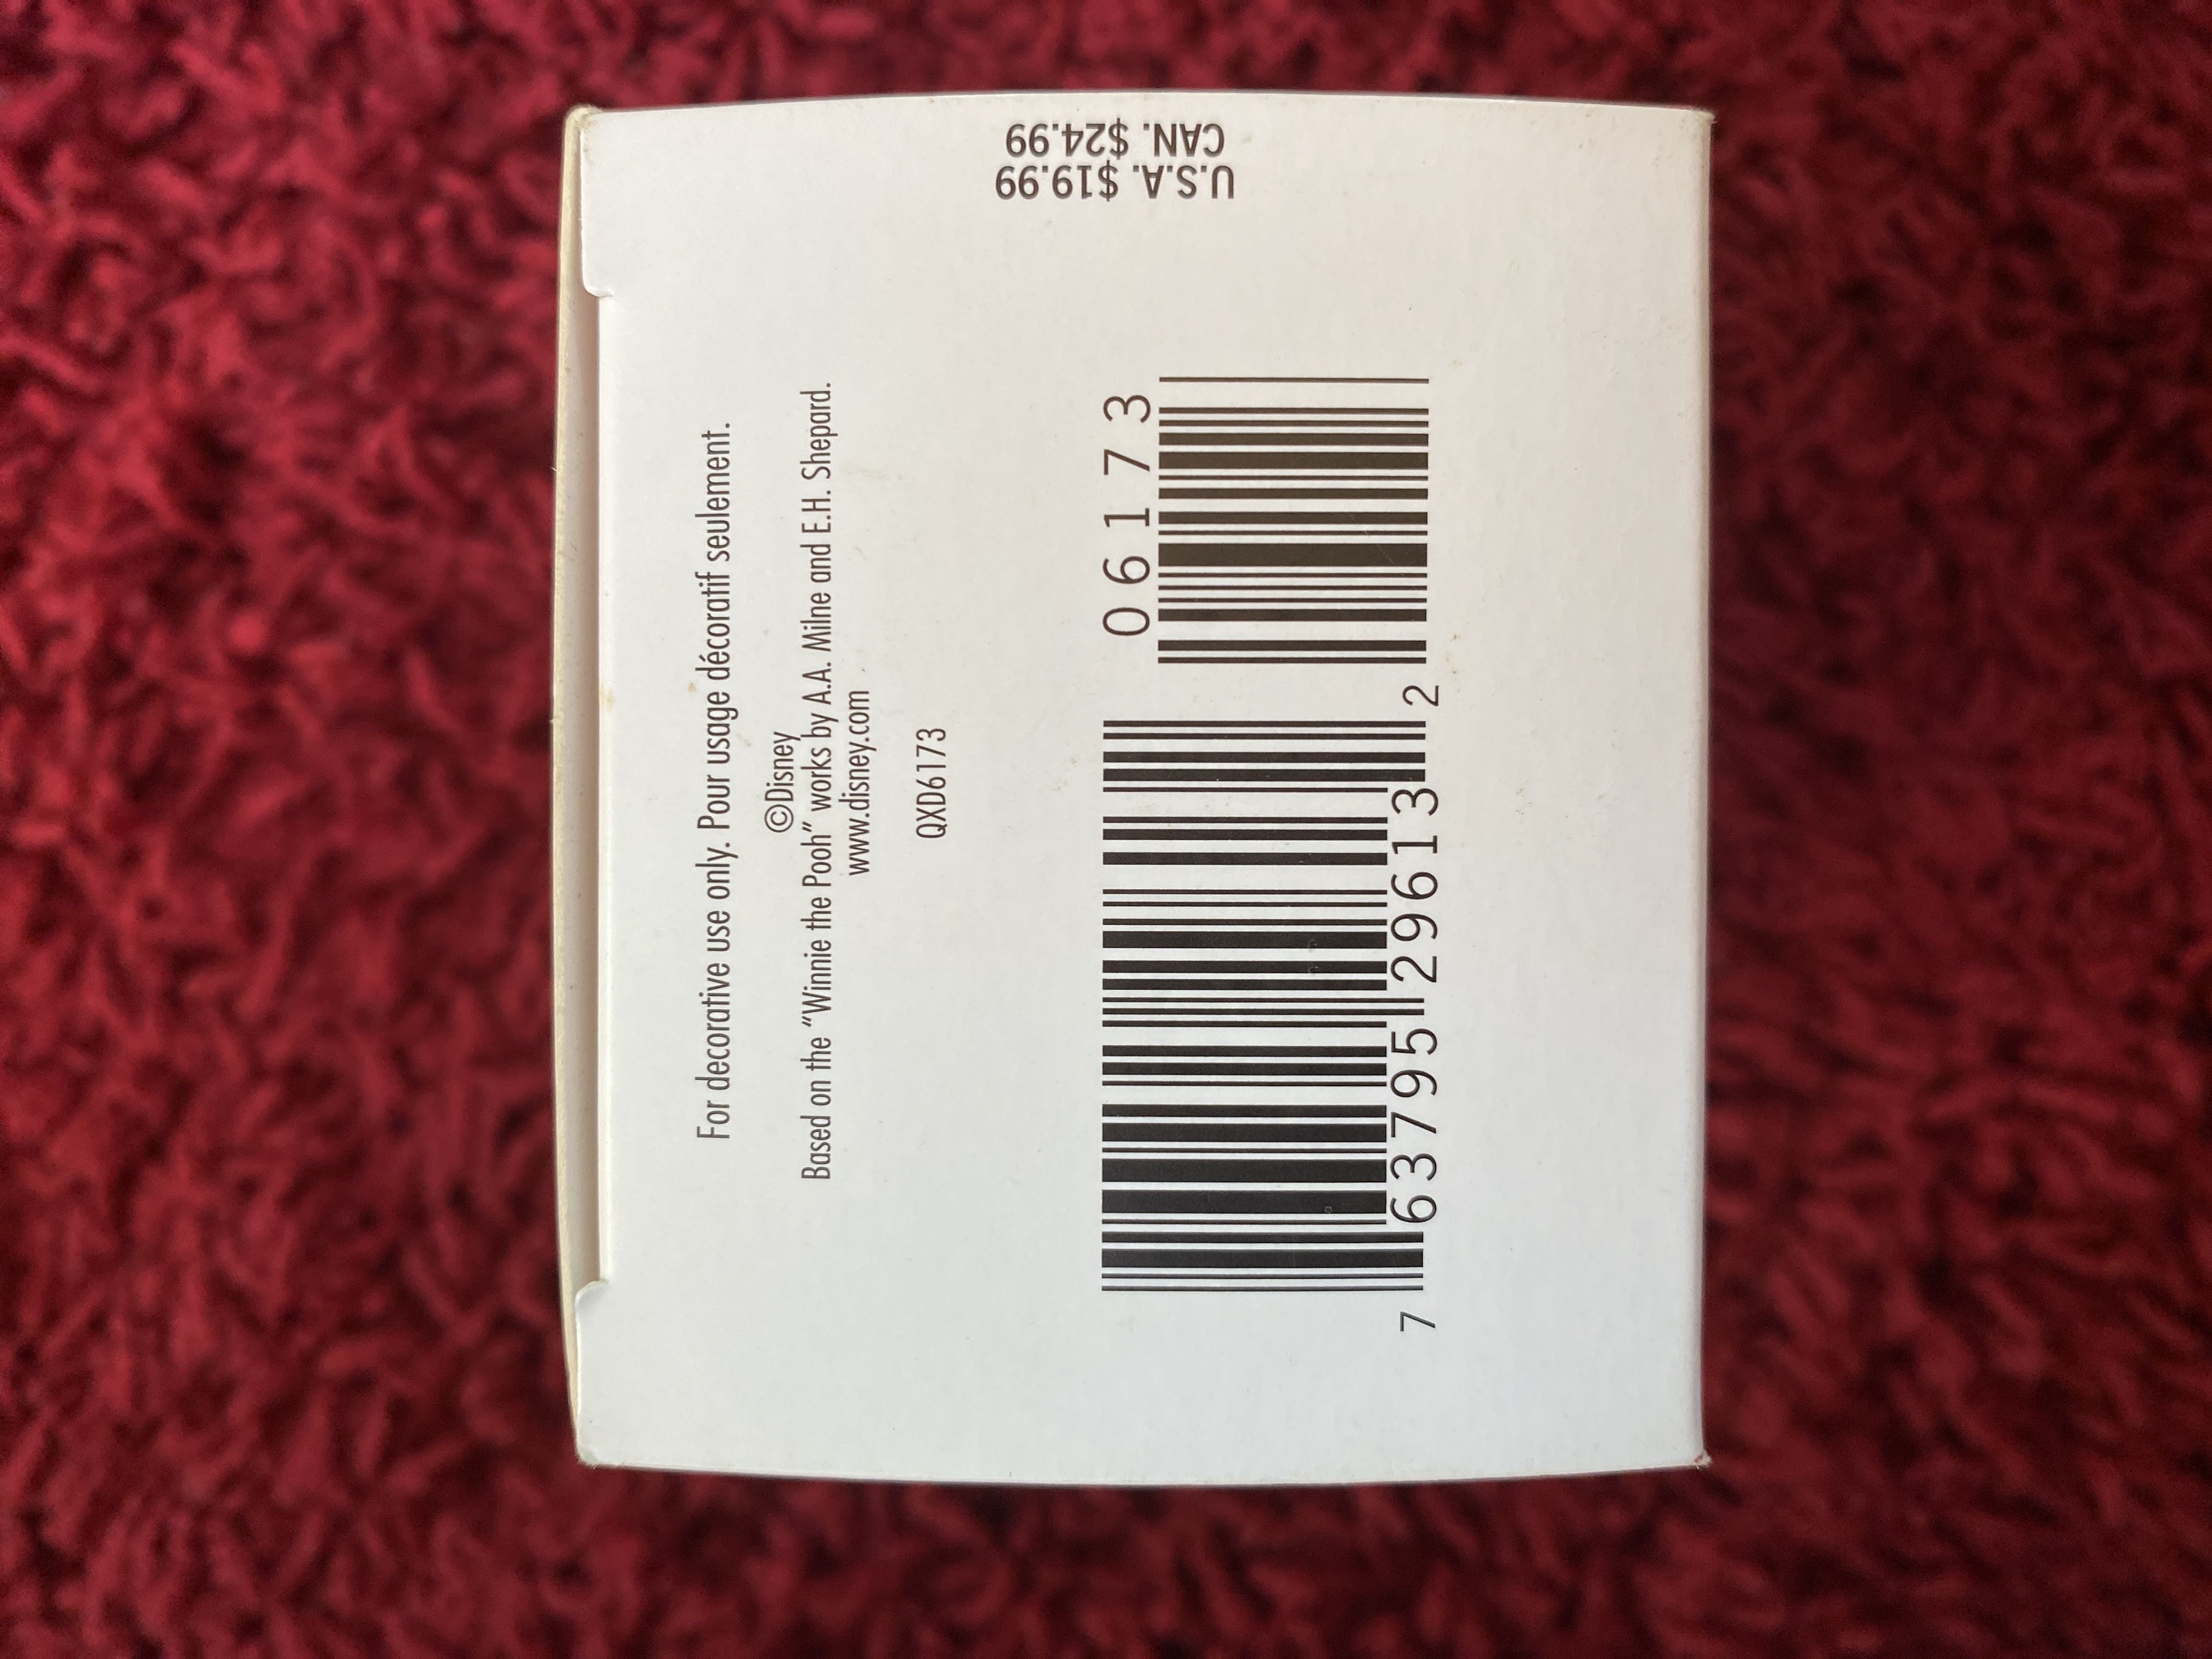 U.S.A. $19.99
CAN. $24.99
For decorative use only. Pour usage décoratif seulement.
©Disney
Based on the “Winnie the Pooh” works by A.A. Milne and E.H. Shepard.
www.disney.com
QXD6173
06173
7 63795 29613 2